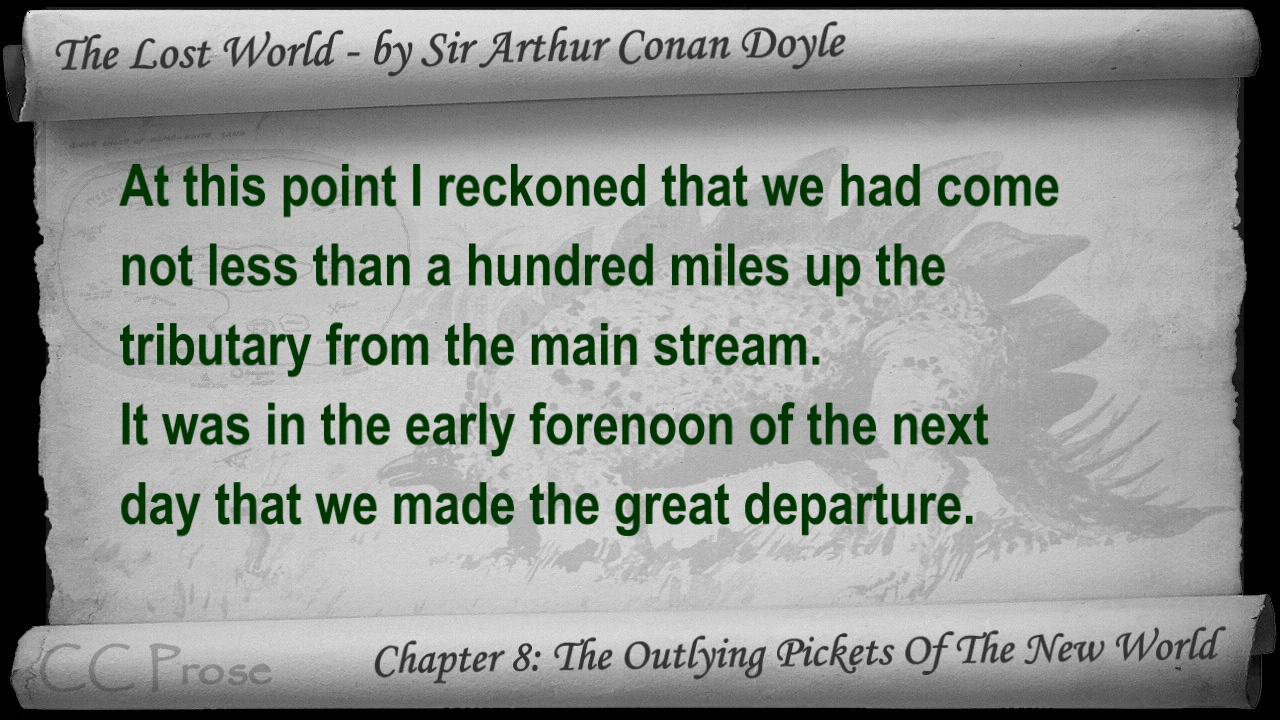 The Lost World - by Sir Arthur Conan Doyle
At this point I reckoned that we had come
not less than a hundred miles up the
tributary from the main stream.
It was in the early forenoon of the next
day that we made the great departure.
CC Prose
Chapter 8: The Outlying Pickets Of The New World